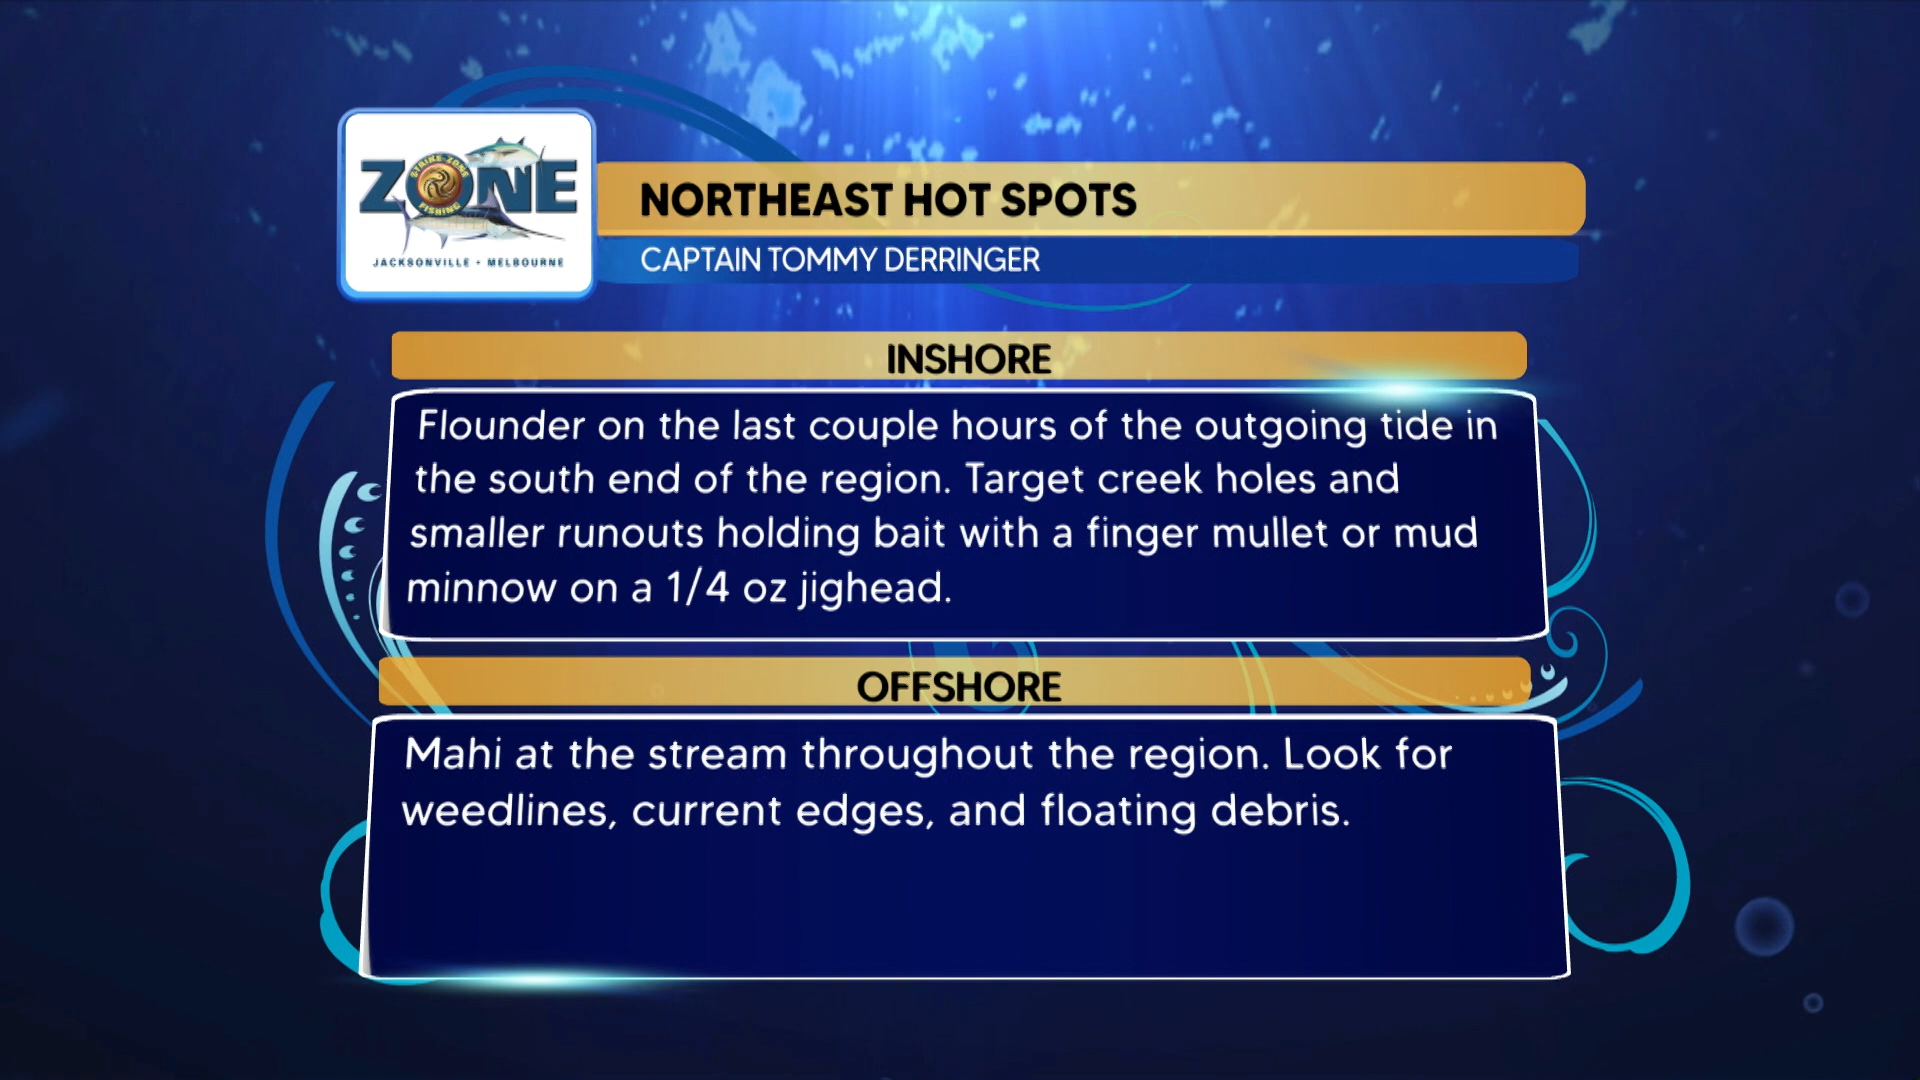 ZONE
STRIKE-ZONE
FISHING
JACKSONVILLE • MELBOURNE
NORTHEAST HOT SPOTS
CAPTAIN TOMMY DERRINGER
INSHORE
Flounder on the last couple hours of the outgoing tide in
the south end of the region. Target creek holes and
smaller runouts holding bait with a finger mullet or mud
minnow on a 1/4 oz jighead.
OFFSHORE
Mahi at the stream throughout the region. Look for
weedlines, current edges, and floating debris.